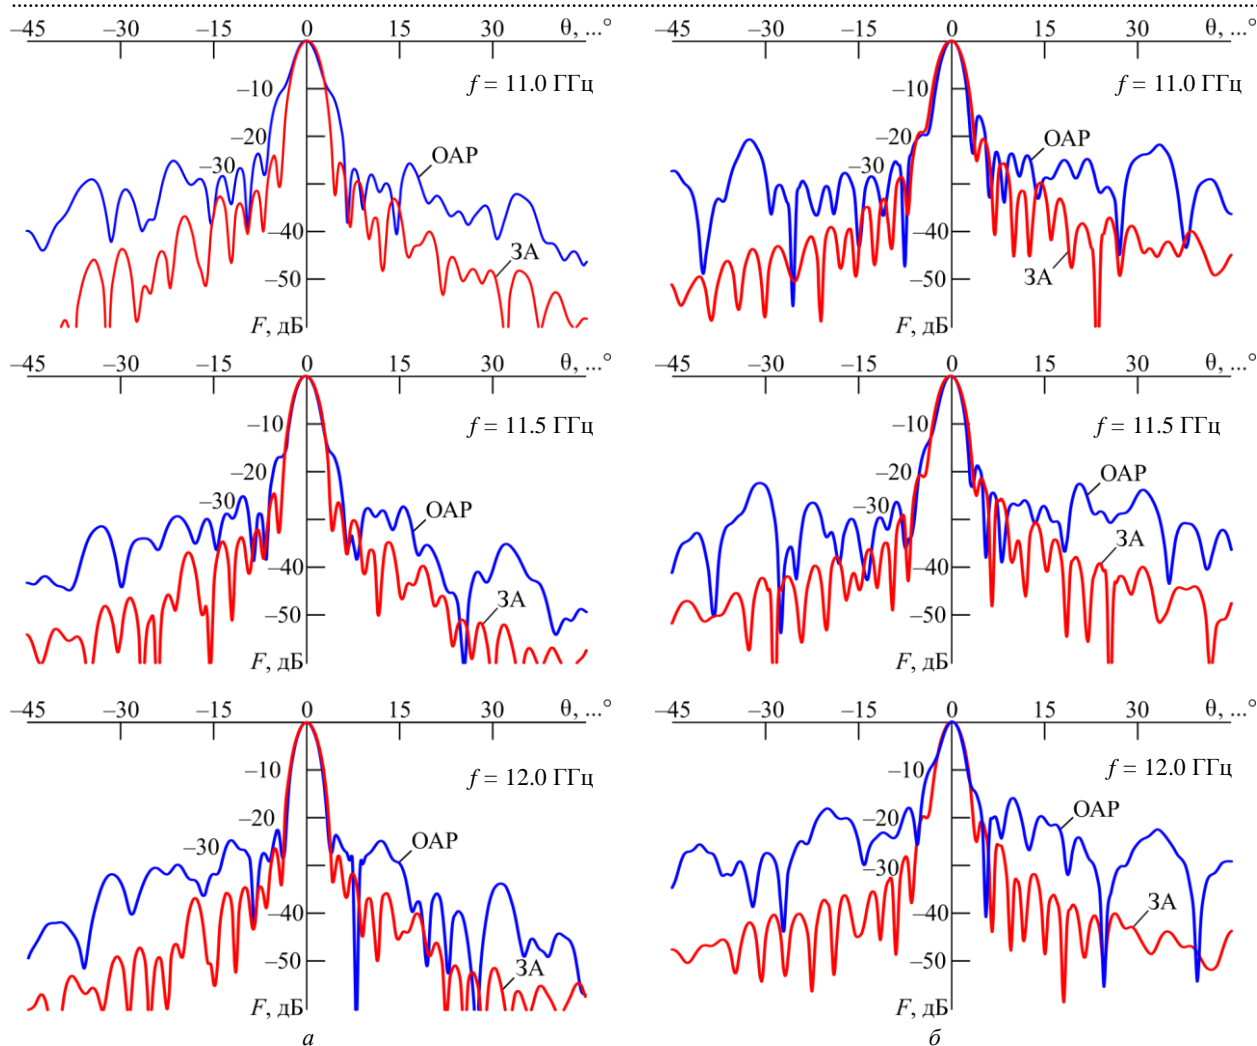 –45 –30 –15 0 15 30 θ, ...°
–45 –30 –15 0 15 30 θ, ...°
–10
f = 11.0 ГГц
–10
f = 11.0 ГГц
–20
ОАР
–20
ОАР
–30
–30
–40
ЗА
–40
–50
–50
ЗА
F, дБ
F, дБ
–45 –30 –15 0 15 30 θ, ...°
–45 –30 –15 0 15 30 θ, ...°
–10
f = 11.5 ГГц
–10
f = 11.5 ГГц
–20
ОАР
–20
ОАР
–30
–30
–40
ЗА
–40
ЗА
–50
–50
F, дБ
F, дБ
–45 –30 –15 0 15 30 θ, ...°
–45 –30 –15 0 15 30 θ, ...°
–10
f = 12.0 ГГц
–10
f = 12.0 ГГц
–20
ОАР
–20
ОАР
–30
–30
–40
–40
ЗА
–50
ЗА
–50
F, дБ
F, дБ
а
б